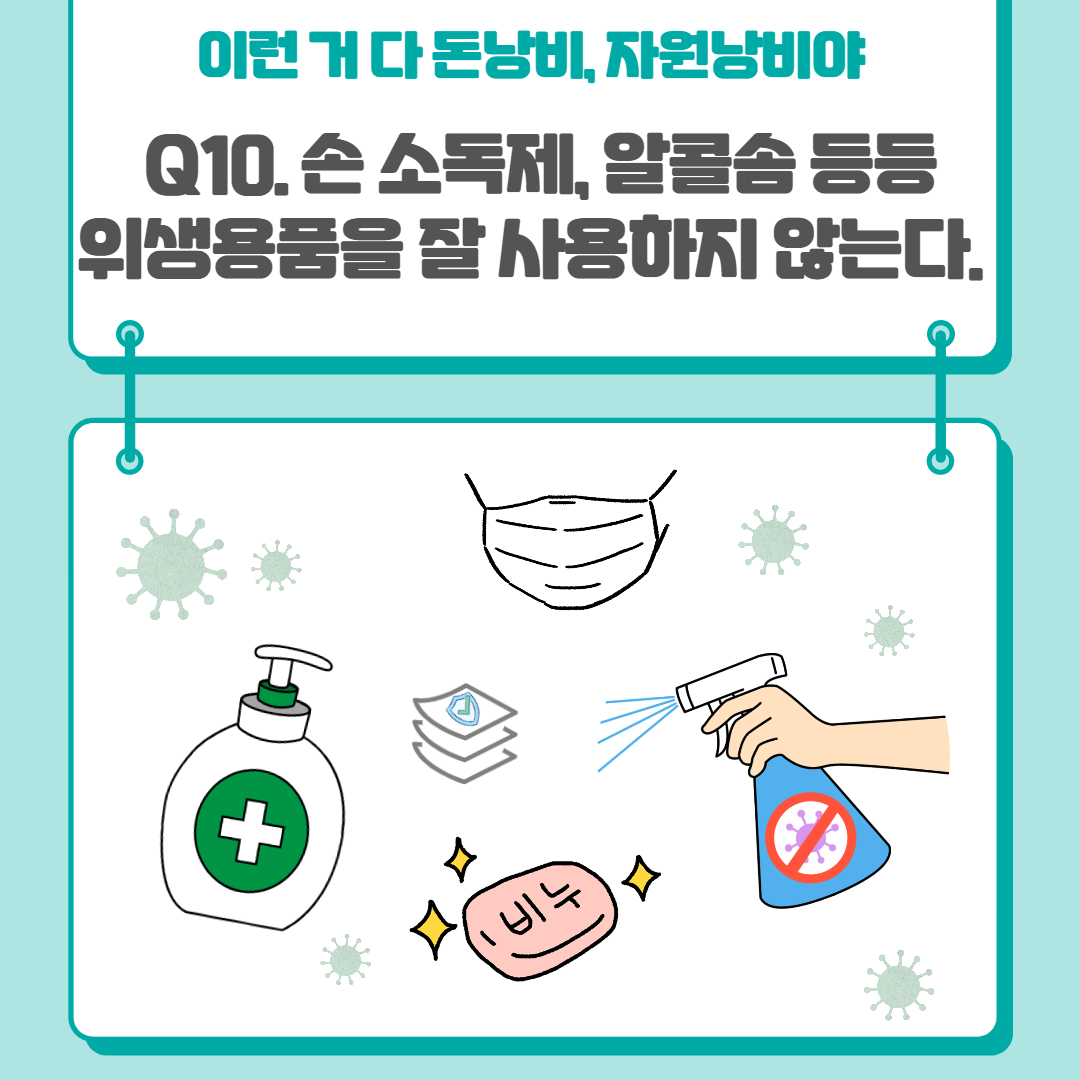 이런 거 다 돈낭비, 자원낭비야
Q10. 손 소독제, 알콜솜 등등
위생용품을 잘 사용하지 않는다.
비누